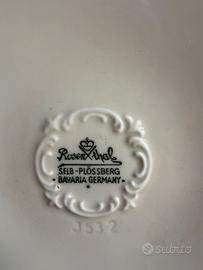 Rosenthal
SELB-PLÖSSBERG
BAVARIA GERMANY
3532
subito